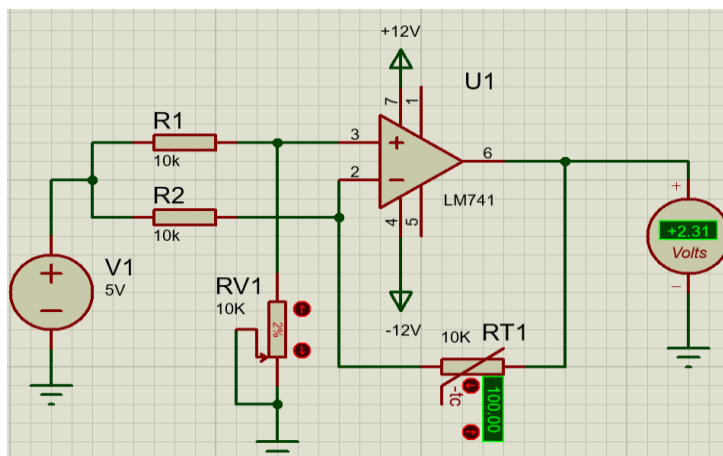 +12V
U1
7
1
R1
10k
3
+
6
2
−
R2
10k
LM741
4
5
+
+2.31
Volts
−
+
−
V1
5V
RV1
10K
2%
-12V
10K
RT1
-tc
100.00